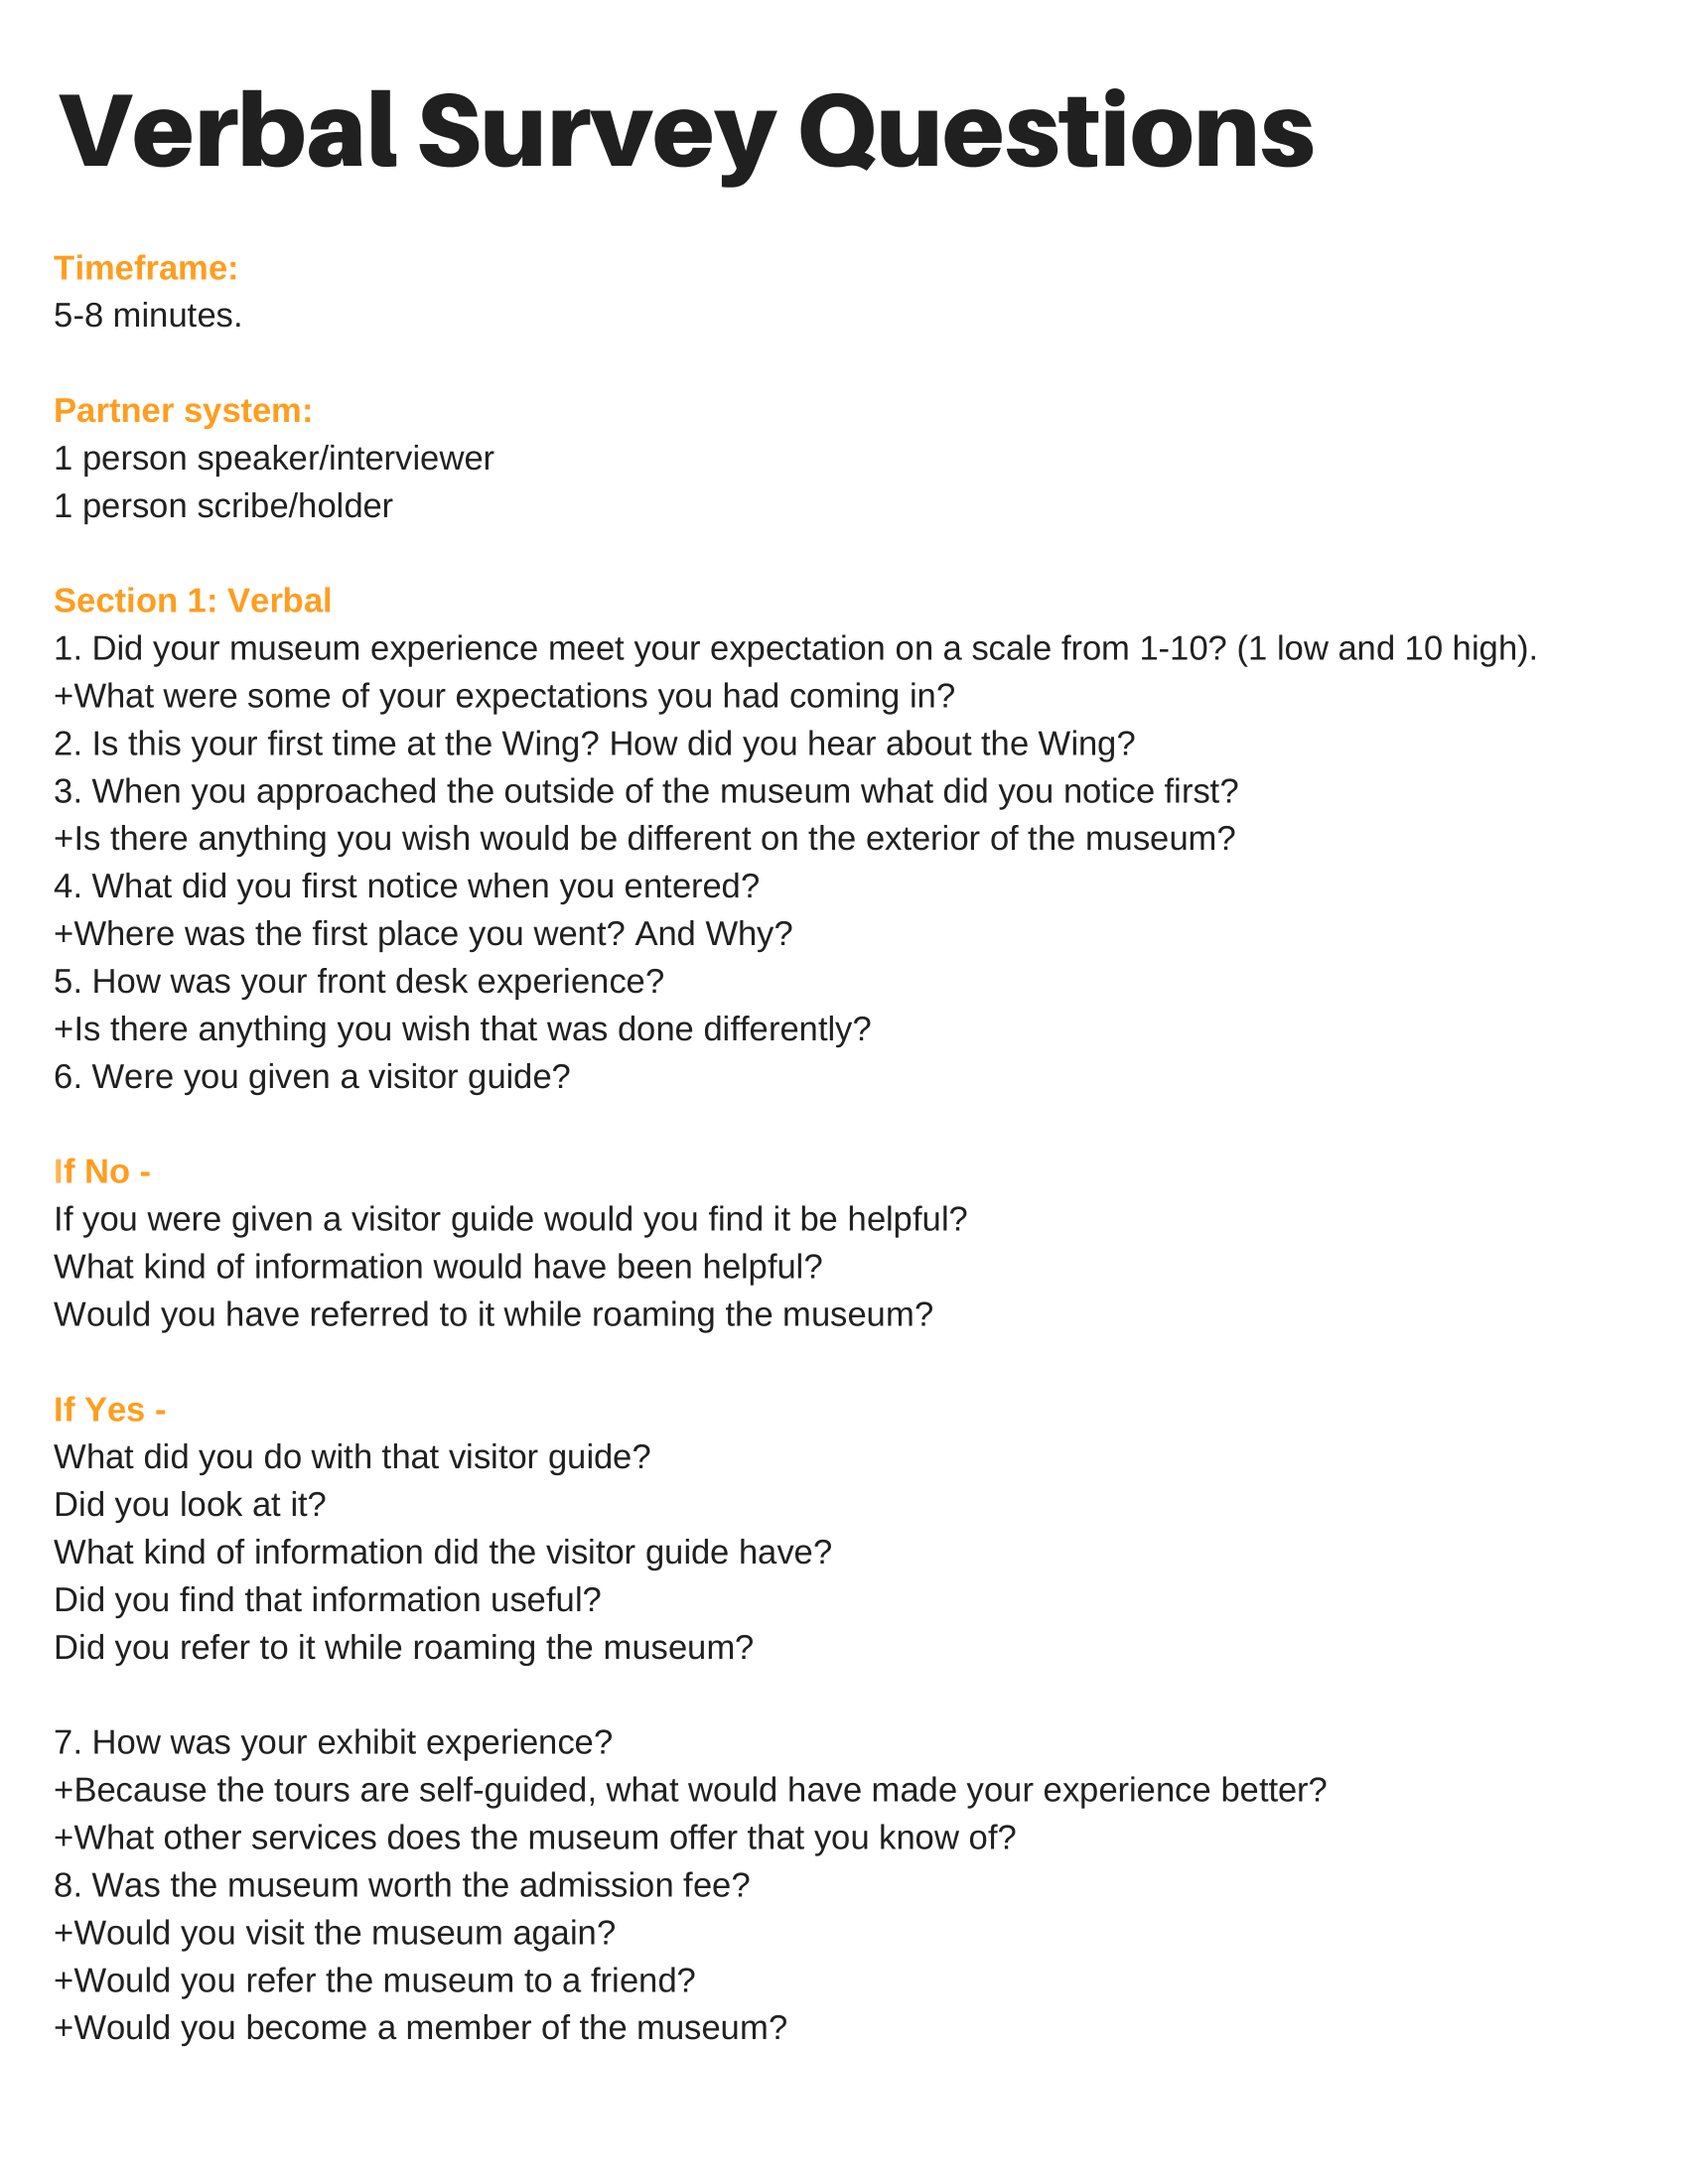 Verbal Survey Questions
Timeframe:
5-8 minutes.
Partner system:
1 person speaker/interviewer
1 person scribe/holder
Section 1: Verbal
1. Did your museum experience meet your expectation on a scale from 1-10? (1 low and 10 high).
+What were some of your expectations you had coming in?
2. Is this your first time at the Wing? How did you hear about the Wing?
3. When you approached the outside of the museum what did you notice first?
+Is there anything you wish would be different on the exterior of the museum?
4. What did you first notice when you entered?
+Where was the first place you went? And Why?
5. How was your front desk experience?
+Is there anything you wish that was done differently?
6. Were you given a visitor guide?
If No -
If you were given a visitor guide would you find it be helpful?
What kind of information would have been helpful?
Would you have referred to it while roaming the museum?
If Yes -
What did you do with that visitor guide?
Did you look at it?
What kind of information did the visitor guide have?
Did you find that information useful?
Did you refer to it while roaming the museum?
7. How was your exhibit experience?
+Because the tours are self-guided, what would have made your experience better?
+What other services does the museum offer that you know of?
8. Was the museum worth the admission fee?
+Would you visit the museum again?
+Would you refer the museum to a friend?
+Would you become a member of the museum?